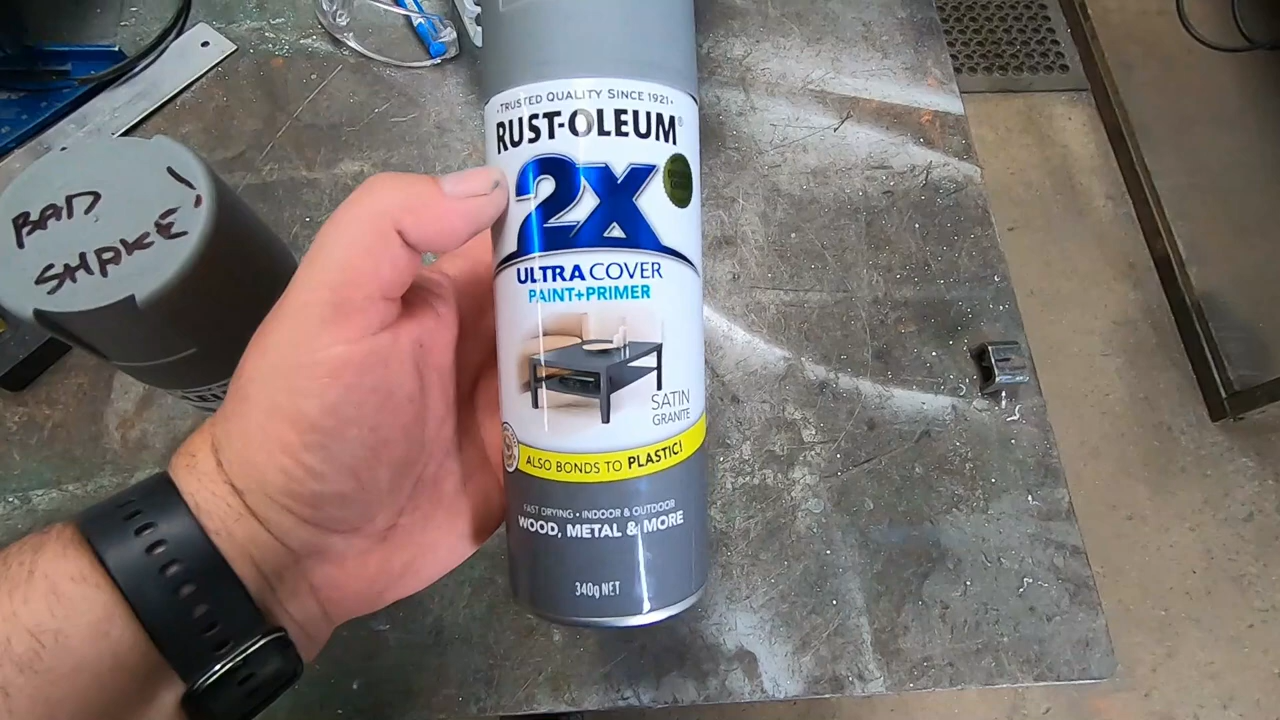 BAD
SHAKE!
•TRUSTED QUALITY SINCE 1921•
RUST-OLEUM®
2X
ULTRA COVER
PAINT+PRIMER
SATIN
GRANITE
ALSO BONDS TO PLASTIC!
FAST DRYING • INDOOR & OUTDOOR
WOOD, METAL & MORE
340g NET